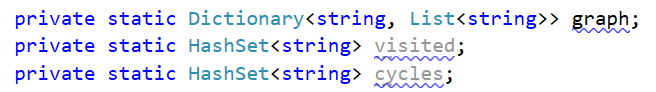 private static Dictionary<string, List<string>> graph;
private static HashSet<string> visited;
private static HashSet<string> cycles;